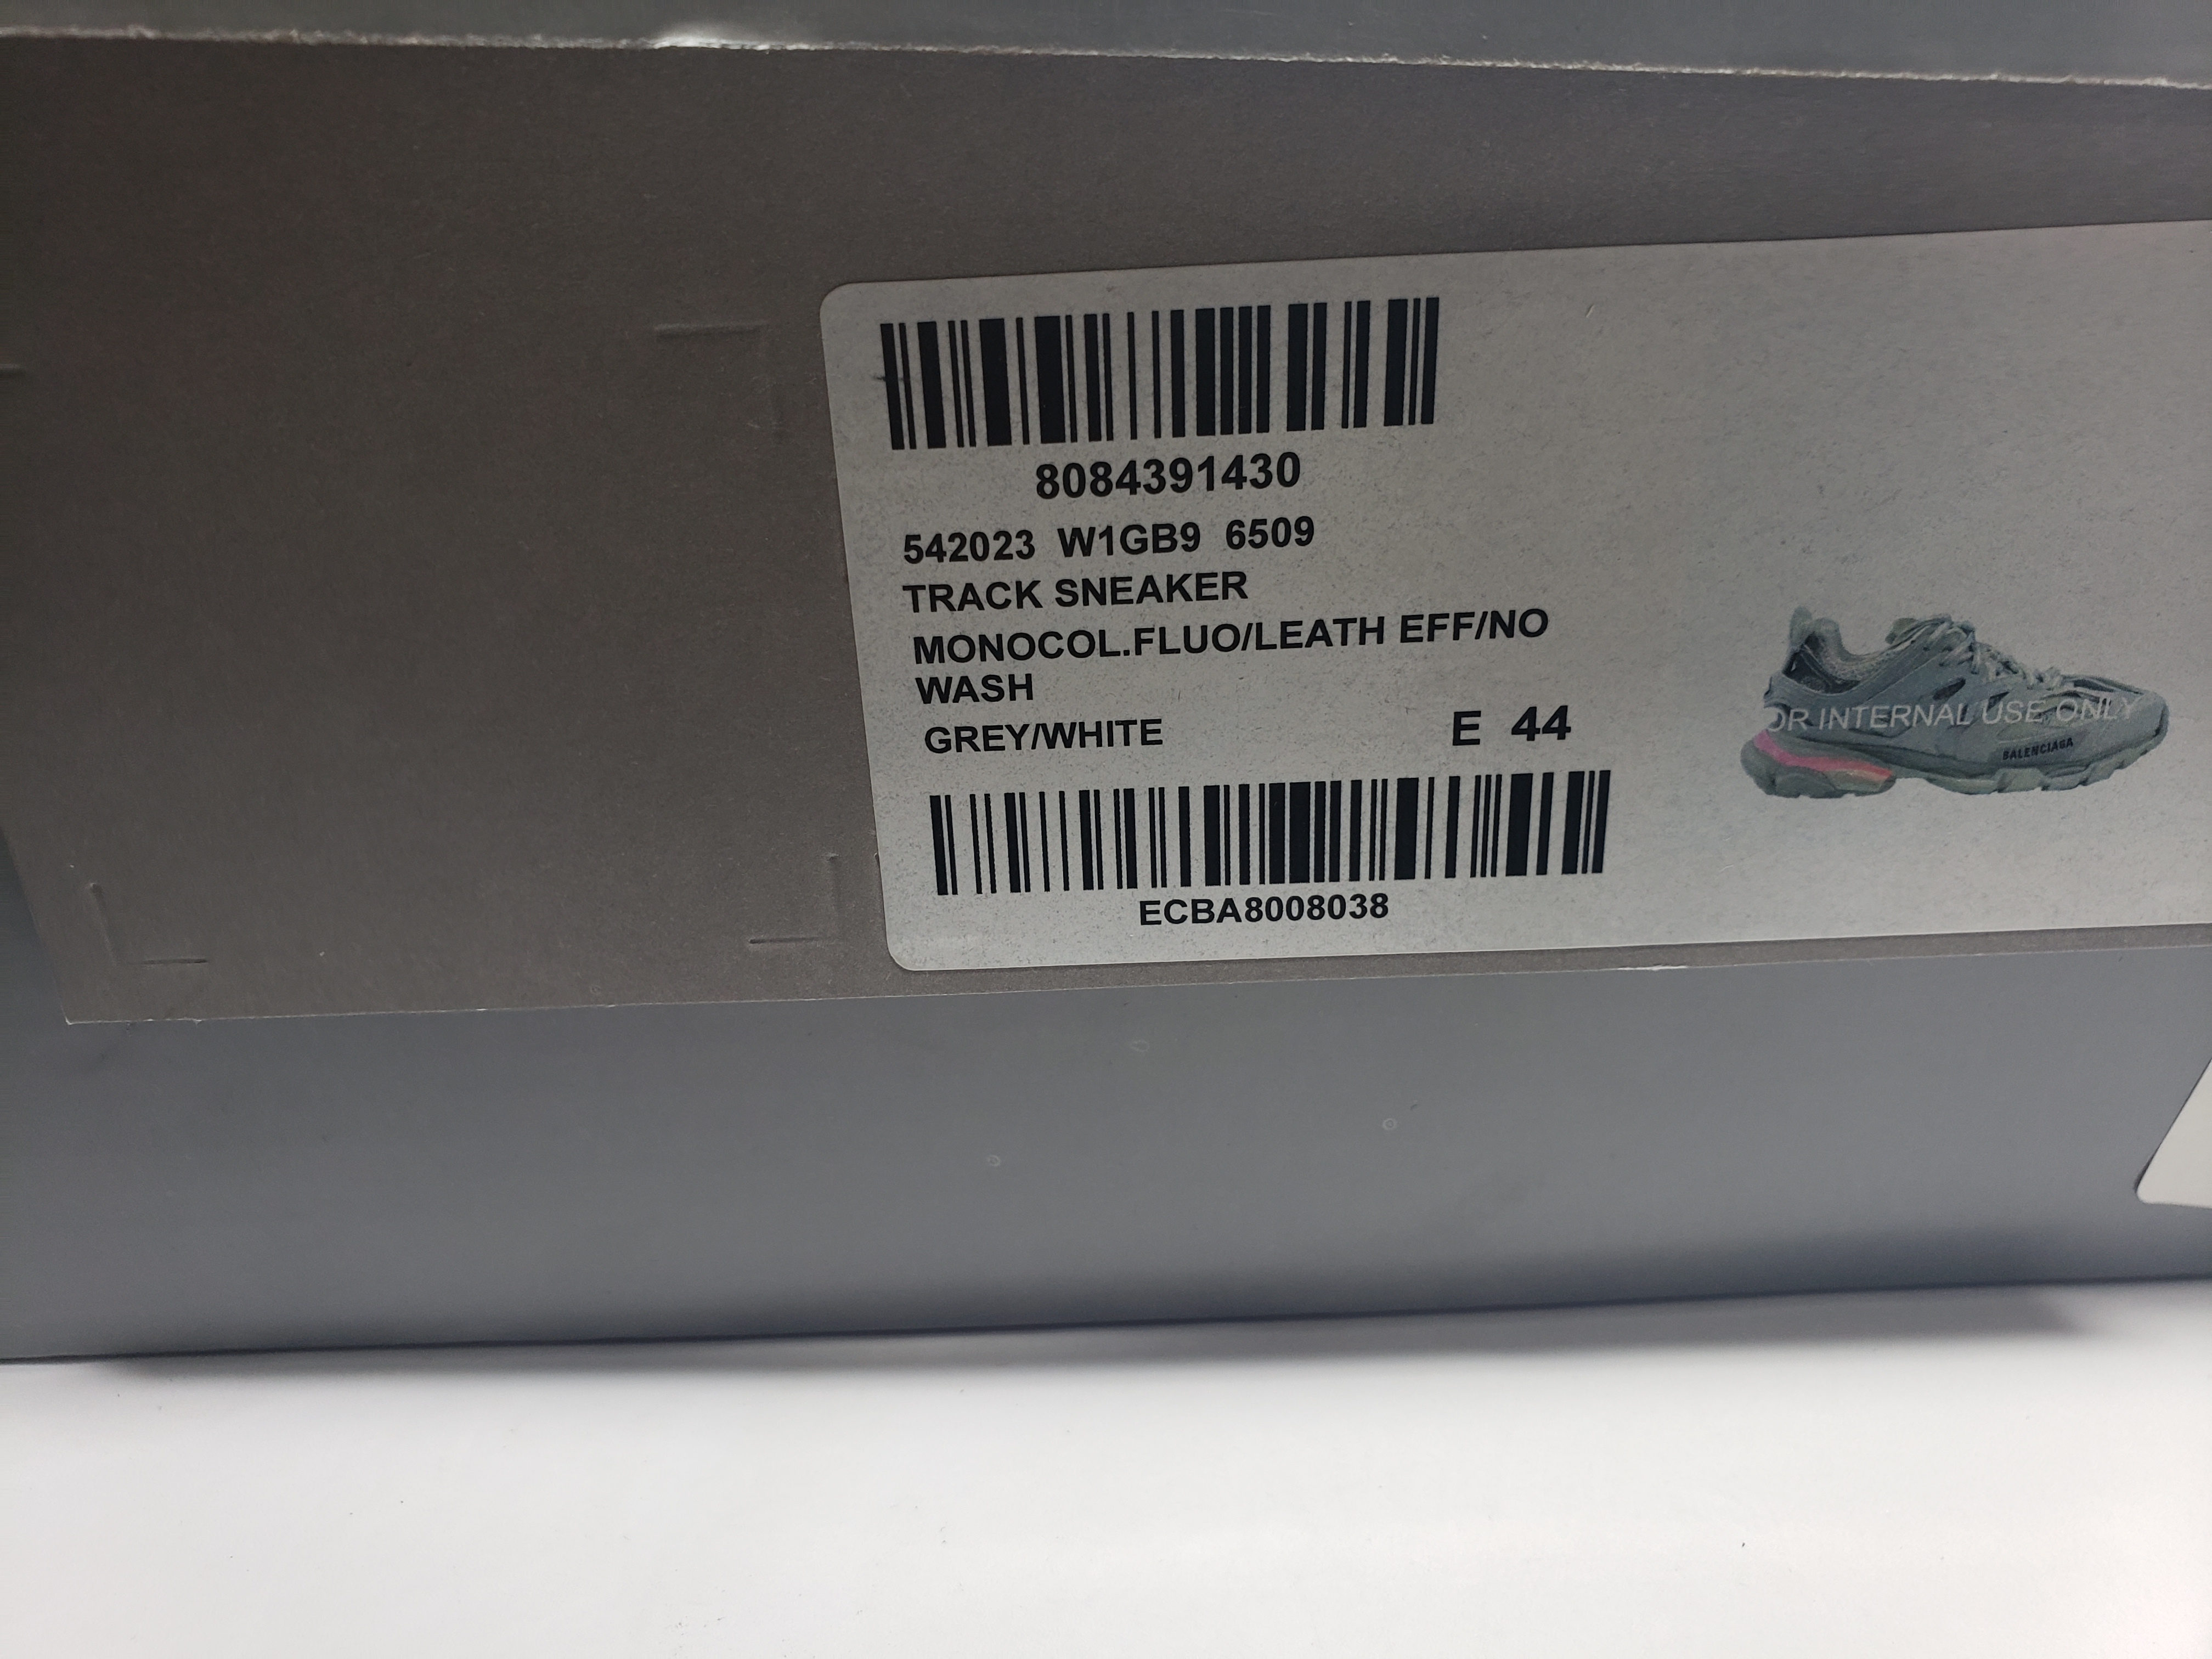 8084391430
542023 W1GB9 6509
TRACK SNEAKER
MONOCOL.FLUO/LEATH EFF/NO
WASH
GREY/WHITE E 44
ECBA8008038
OR INTERNAL USE ONLY
BALENCIAGA